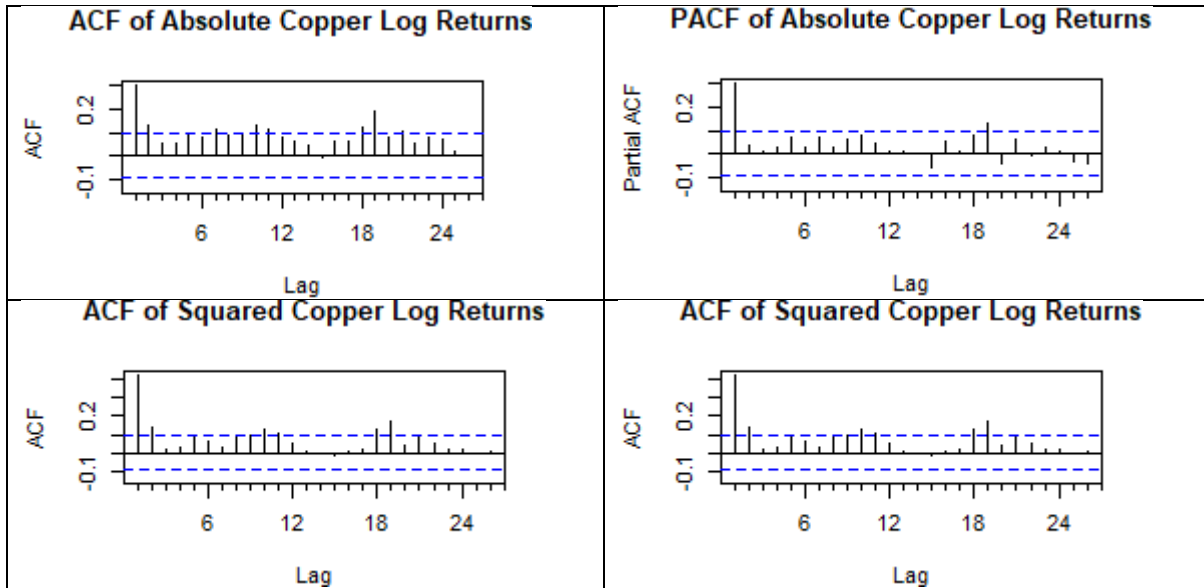 ACF of Absolute Copper Log Returns
ACF
0.2
-0.1
6 12 18 24
Lag
PACF of Absolute Copper Log Returns
Partial ACF
0.2
-0.1
6 12 18 24
Lag
ACF of Squared Copper Log Returns
ACF
0.2
-0.1
6 12 18 24
Lag
ACF of Squared Copper Log Returns
ACF
0.2
-0.1
6 12 18 24
Lag